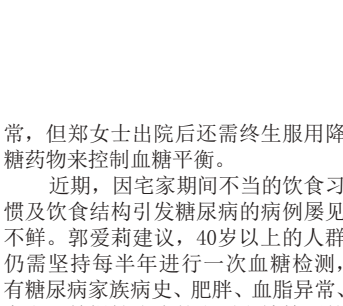 常，但郑女士出院后还需终生服用降
糖药物来控制血糖平衡。
近期，因宅家期间不当的饮食习
惯及饮食结构引发糖尿病的病例屡见
不鲜。郭爱莉建议，40岁以上的人群
仍需坚持每半年进行一次血糖检测，
有糖尿病家族病史、肥胖、血脂异常、